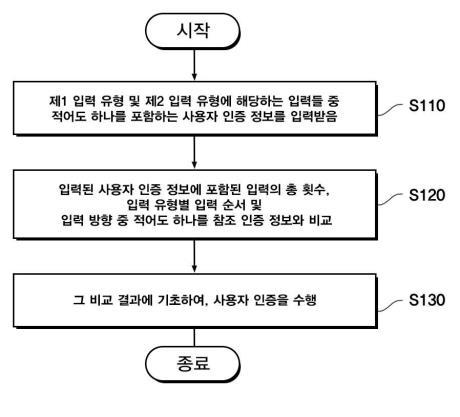 시작
제1 입력 유형 및 제2 입력 유형에 해당하는 입력들 중
적어도 하나를 포함하는 사용자 인증 정보를 입력받음
S110
입력된 사용자 인증 정보에 포함된 입력의 총 횟수,
입력 유형별 입력 순서 및
입력 방향 중 적어도 하나를 참조 인증 정보와 비교
S120
그 비교 결과에 기초하여, 사용자 인증을 수행
S130
종료